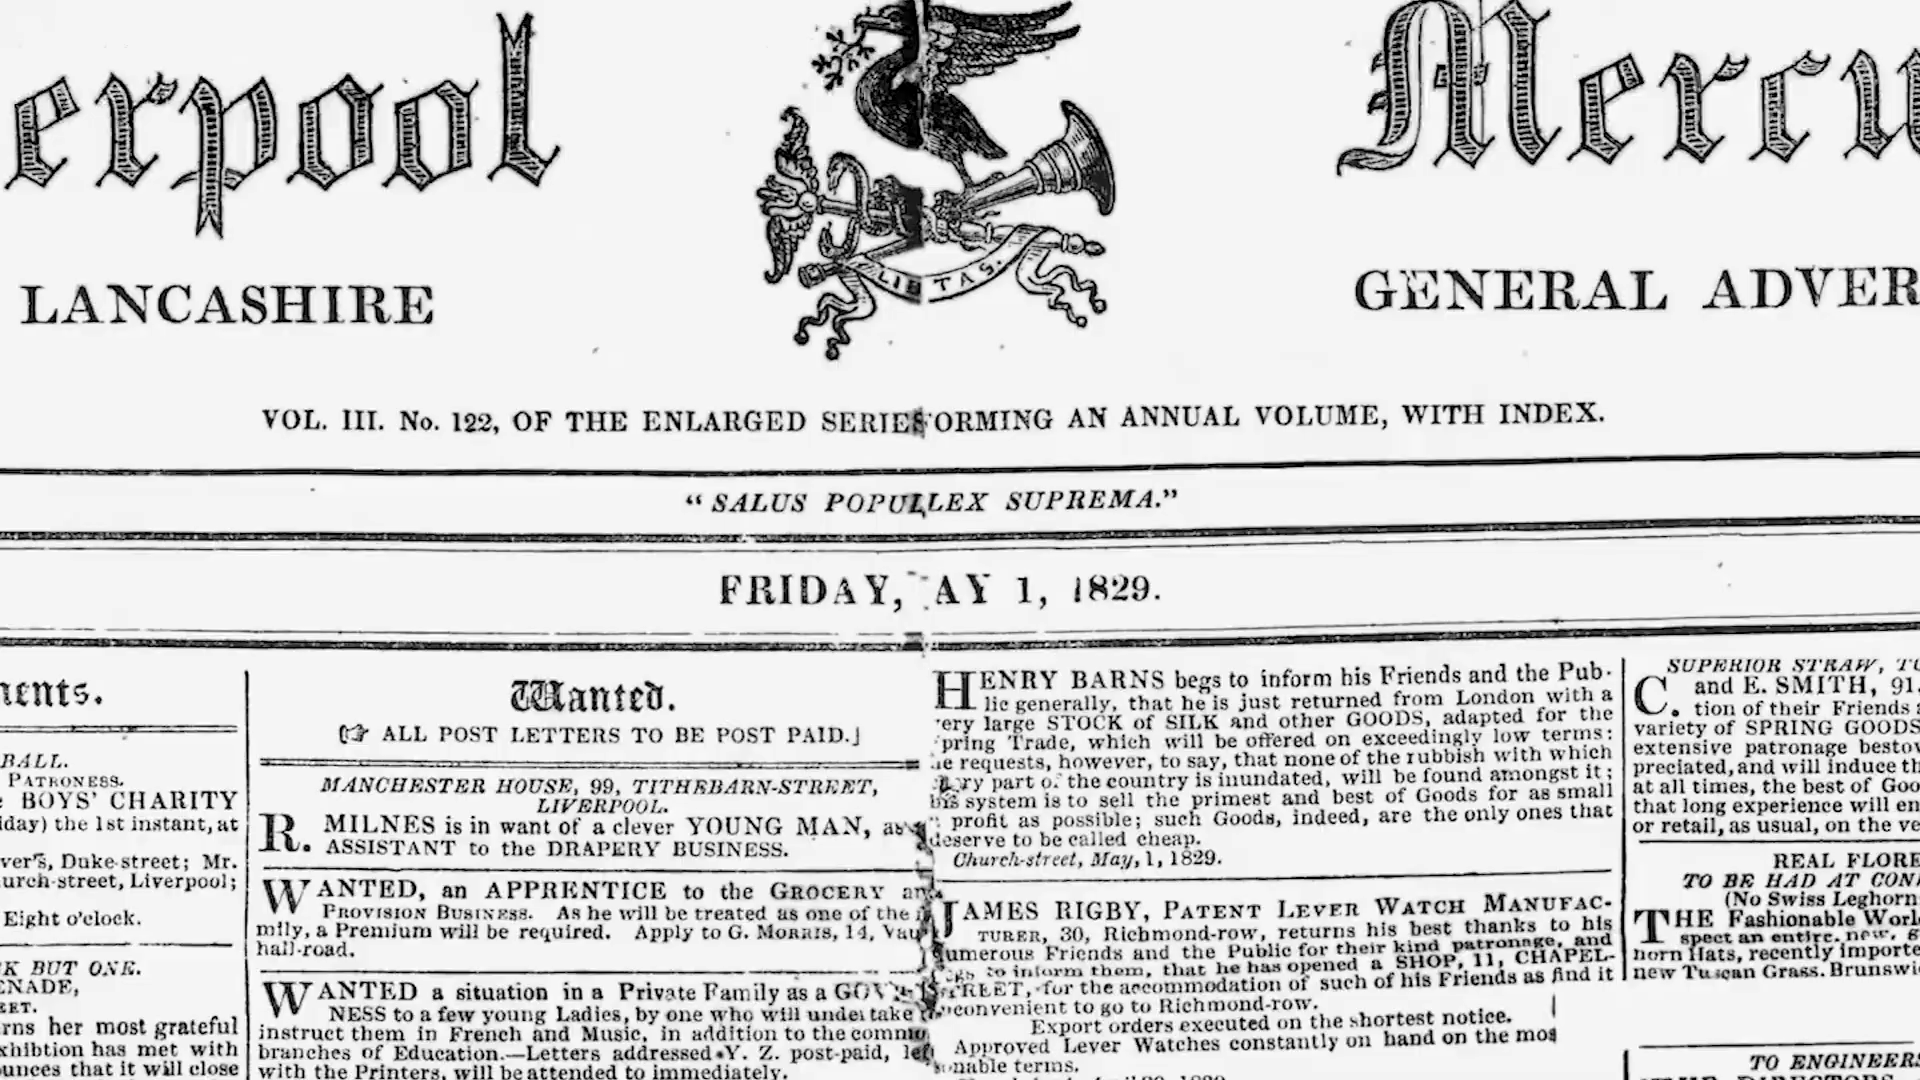 erpool Mercu
LANCASHIRE
GENERAL ADVER
LIB TAS.
VOL. III. No. 122, OF THE ENLARGED SERIES ORMING AN ANNUAL VOLUME, WITH INDEX.
"SALUS POPUL LEX SUPREMA."
FRIDAY, AY 1, 1829.
nents.
BALL.
PATRONESS.
BOYS' CHARITY
iday) the 1st instant, at
ver's, Duke-street; Mr.
urch-street, Liverpool;
Eight o'clock.
K BUT ONE.
ENADE,
EET.
rns her most grateful
xhibtion has met with
ounces that it will close
Wanted.
[☞ ALL POST LETTERS TO BE POST PAID.]
MANCHESTER HOUSE, 99, TITHEBARN-STREET,
LIVERPOOL.
R. MILNES is in want of a clever YOUNG MAN, as
ASSISTANT to the DRAPERY BUSINESS.
WANTED, an APPRENTICE to the GROCERY an
PROVISION BUSINESS. As he will be treated as one of the
mily, a Premium will be required. Apply to G. MORRIS, 14, Vau
hall-road.
WANTED a situation in a Private Family as a GOV
NESS to a few young Ladies, by one who will undertake
instruct them in French and Music, in addition to the commo
branches of Education.—Letters addressed Y. Z. post-paid, lef
with the Printers, will be attended to immediately.
HENRY BARNS begs to inform his Friends and the Pub-
lic generally, that he is just returned from London with a
ery large STOCK of SILK and other GOODS, adapted for the
pring Trade, which will be offered on exceedingly low terms:
he requests, however, to say, that none of the rubbish with which
ry part of the country is inundated, will be found amongst it;
his system is to sell the primest and best of Goods for as small
profit as possible; such Goods, indeed, are the only ones that
deserve to be called cheap.
Church-street, May, 1, 1829.
JAMES RIGBY, PATENT LEVER WATCH MANUFAC-
TURER, 30, Richmond-row, returns his best thanks to his
umerous Friends and the Public for their kind patronage, and
to inform them, that he has opened a SHOP, 11, CHAPEL-
STREET, for the accommodation of such of his Friends as find it
convenient to go to Richmond-row.
Export orders executed on the shortest notice.
Approved Lever Watches constantly on hand on the mos
onable terms.
SUPERIOR STRAW, TU
C. and E. SMITH, 91,
tion of their Friends a
variety of SPRING GOODS
extensive patronage bestow
preciated, and will induce th
at all times, the best of Goo
that long experience will en
or retail, as usual, on the ve
REAL FLORE
TO BE HAD AT CON
(No Swiss Leghorn
THE Fashionable Worl
spect an entire, new, g
horn Hats, recently importe
new Tuscan Grass. Brunswi
TO ENGINEERS